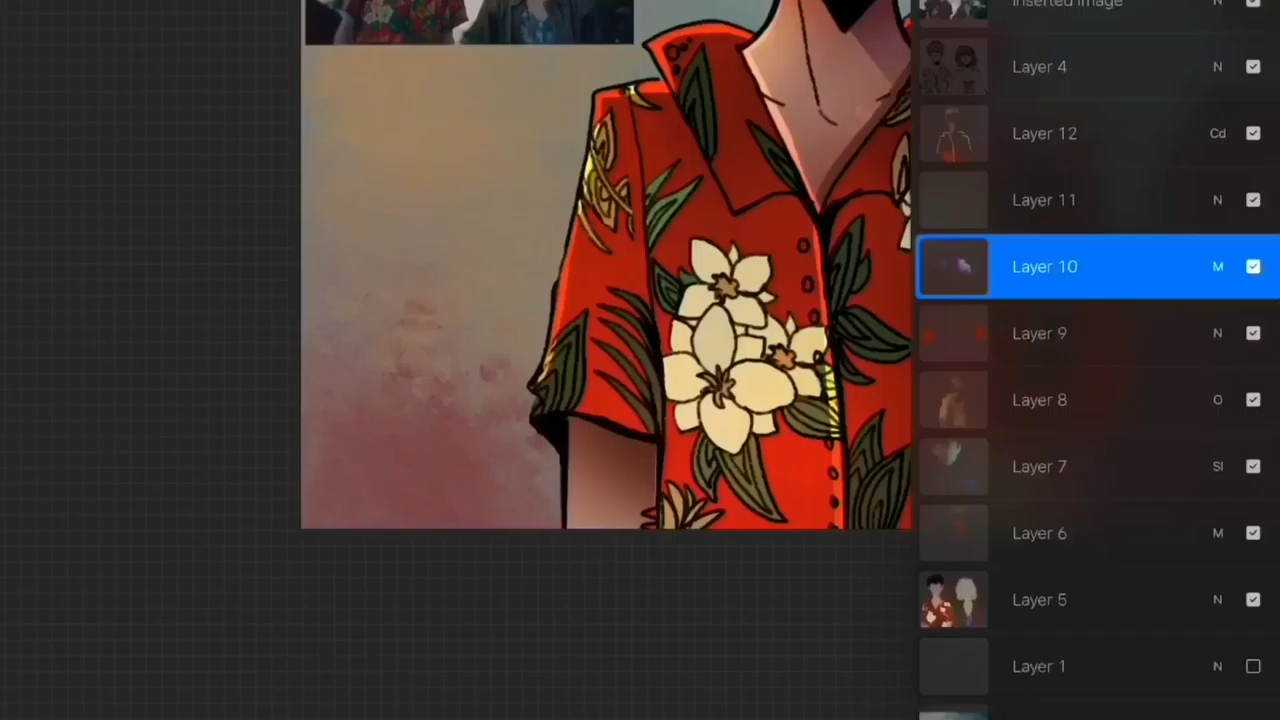 Inserted Image N
Layer 4 N
Layer 12 Cd
Layer 11 N
Layer 10 M
Layer 9 N
Layer 8 O
Layer 7 Sl
Layer 6 M
Layer 5 N
Layer 1 N